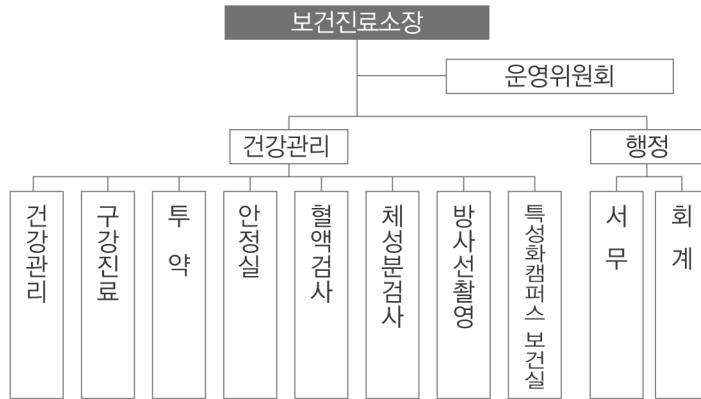 보건진료소장
운영위원회
건강관리
행정
건강관리
구강진료
투 약
안정실
혈액검사
체성분검사
방사선촬영
특성화캠퍼스 보건실
서 무
회 계